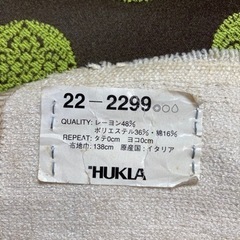 22-2299
QUALITY: レーヨン48%
ポリエステル36%・綿16%
REPEAT: タテ0cm ヨコ0cm
有効巾: 138cm 原産国: イタリア
HUKLA